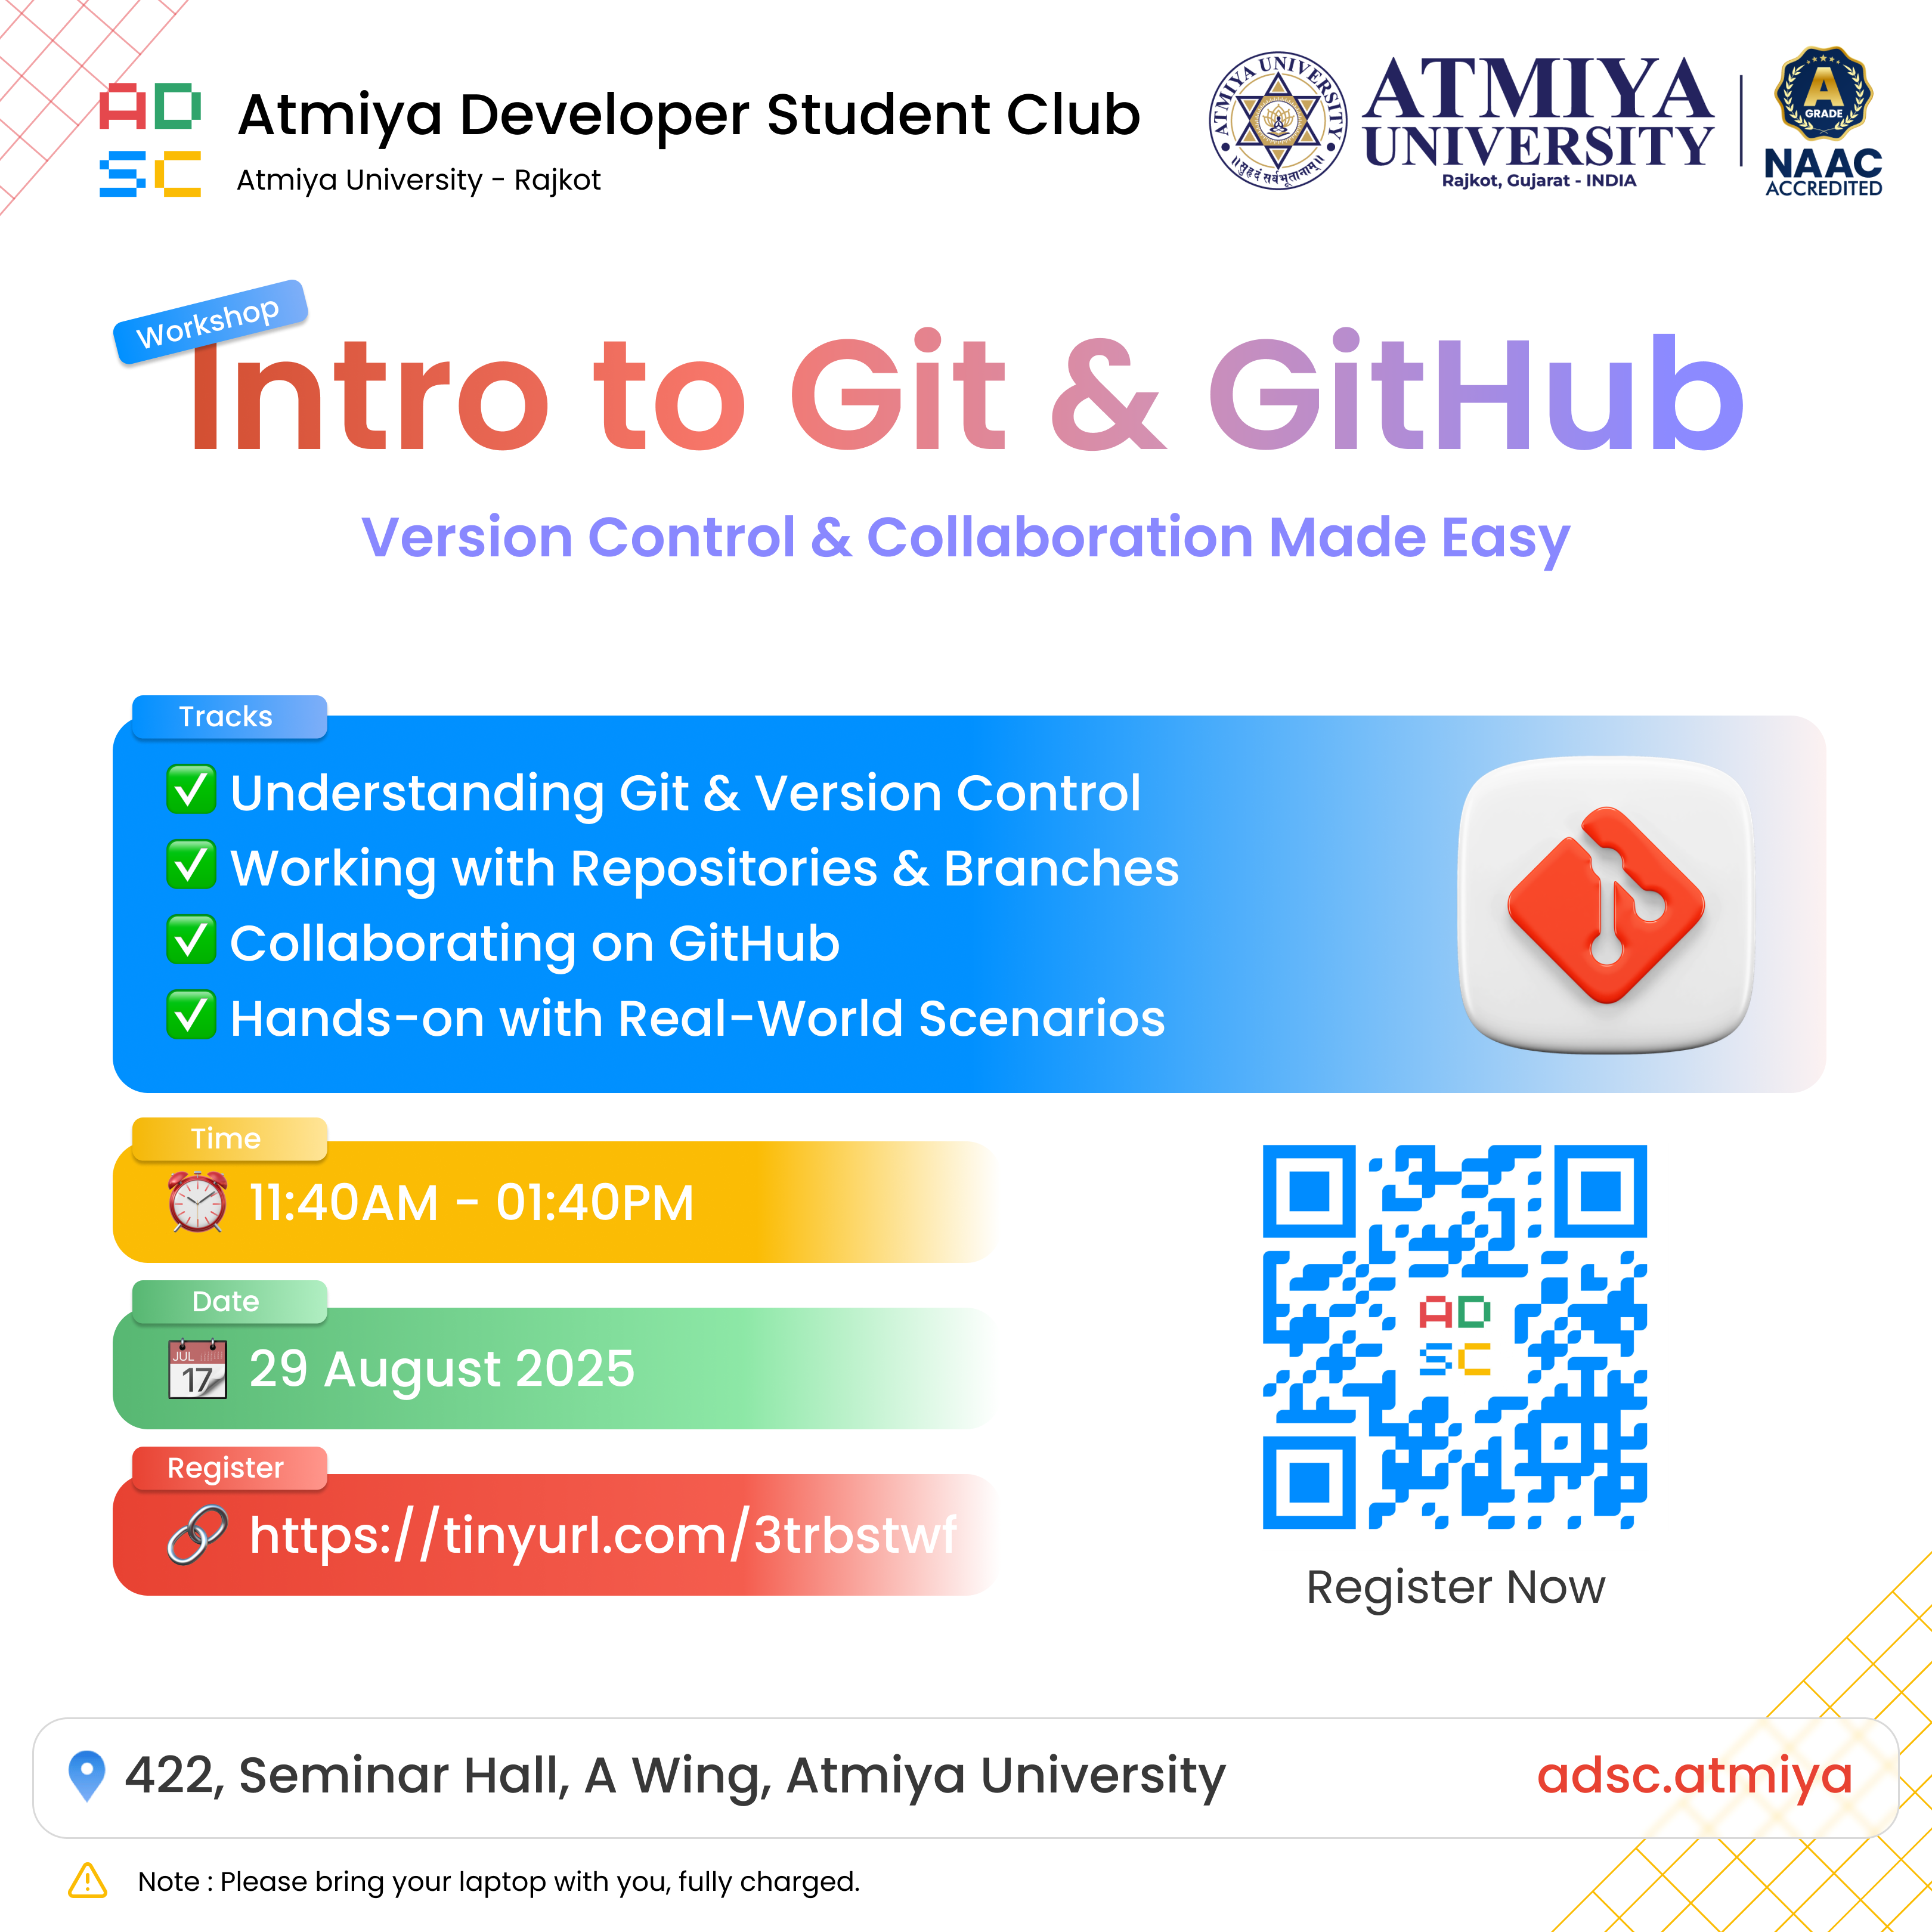 AD
SC
Atmiya Developer Student Club
Atmiya University - Rajkot
ATMIYA UNIVERSITY
॥सुहृदं सर्वभूतानाम्॥
ATMIYA
UNIVERSITY
Rajkot, Gujarat - INDIA
A
GRADE
NAAC
ACCREDITED
Workshop
Intro to Git & GitHub
Version Control & Collaboration Made Easy
Tracks
✅ Understanding Git & Version Control
✅ Working with Repositories & Branches
✅ Collaborating on GitHub
✅ Hands-on with Real-World Scenarios
Time
11:40AM - 01:40PM
Date
JUL
17
29 August 2025
Register
https://tinyurl.com/3trbstwf
AD
SC
Register Now
422, Seminar Hall, A Wing, Atmiya University
adsc.atmiya
Note : Please bring your laptop with you, fully charged.